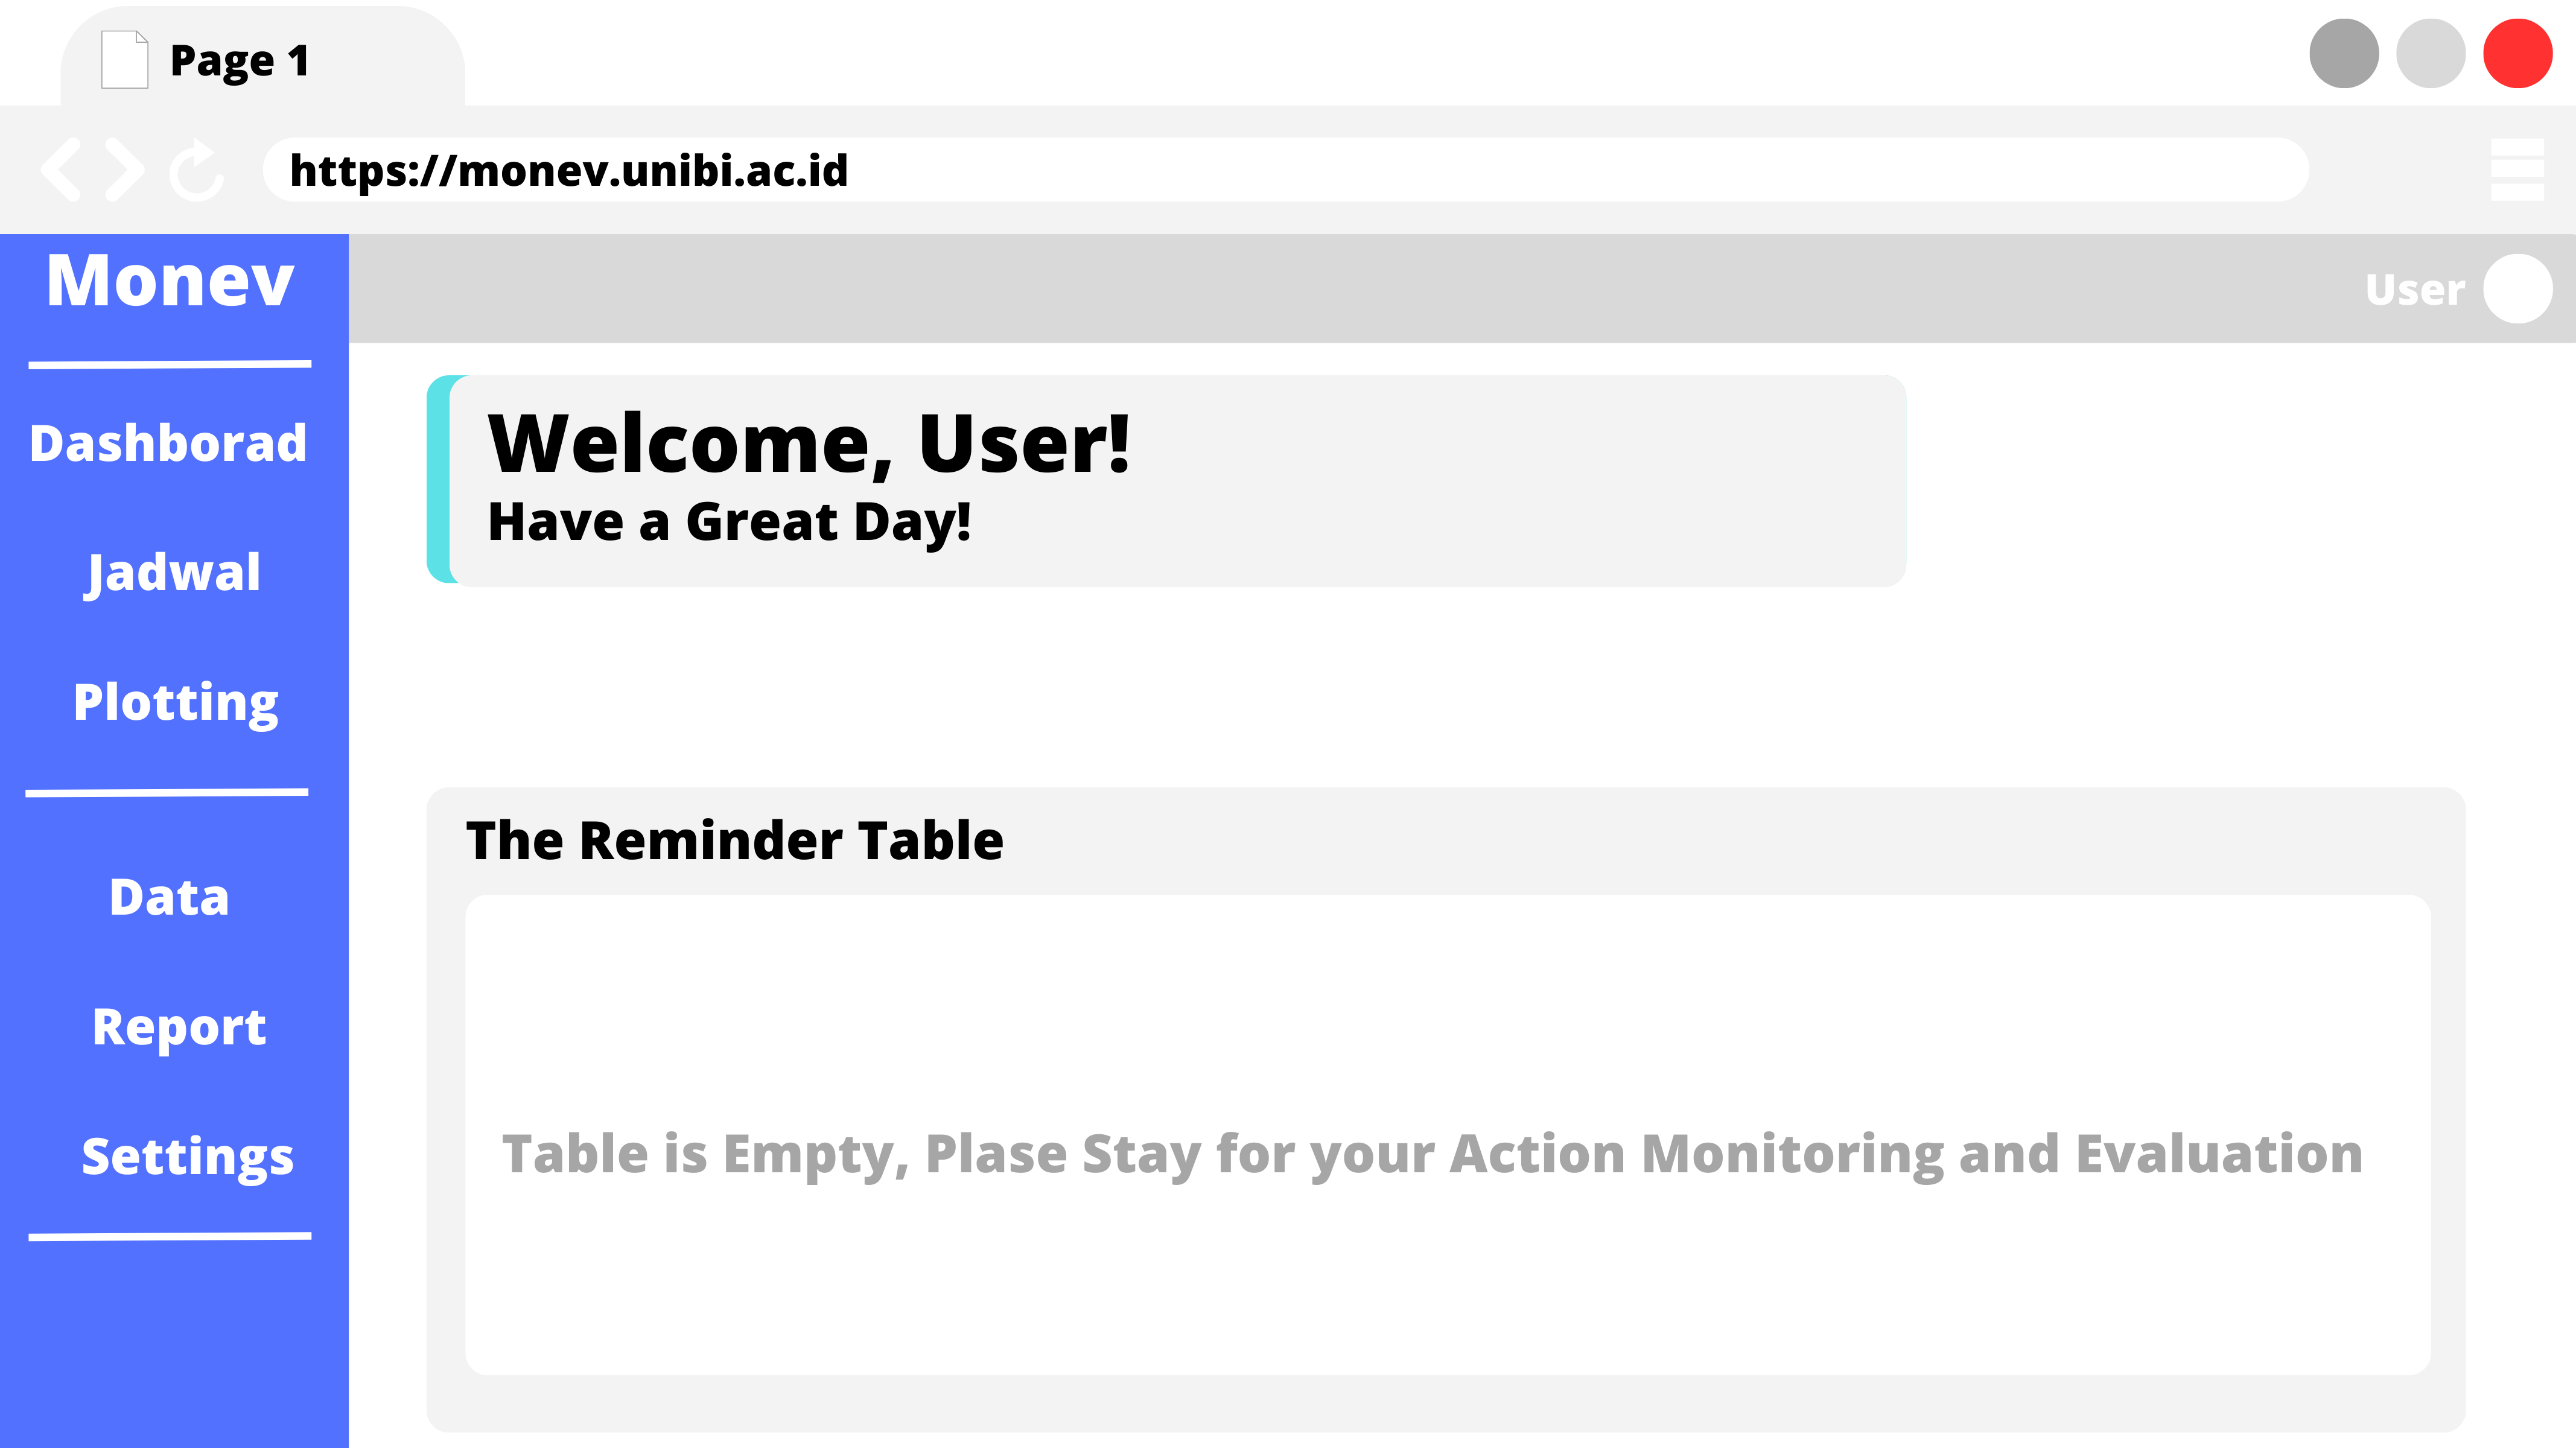 Page 1
https://monev.unibi.ac.id
Monev
User
Dashborad
Jadwal
Plotting
Data
Report
Settings
Welcome, User!
Have a Great Day!
The Reminder Table
Table is Empty, Plase Stay for your Action Monitoring and Evaluation